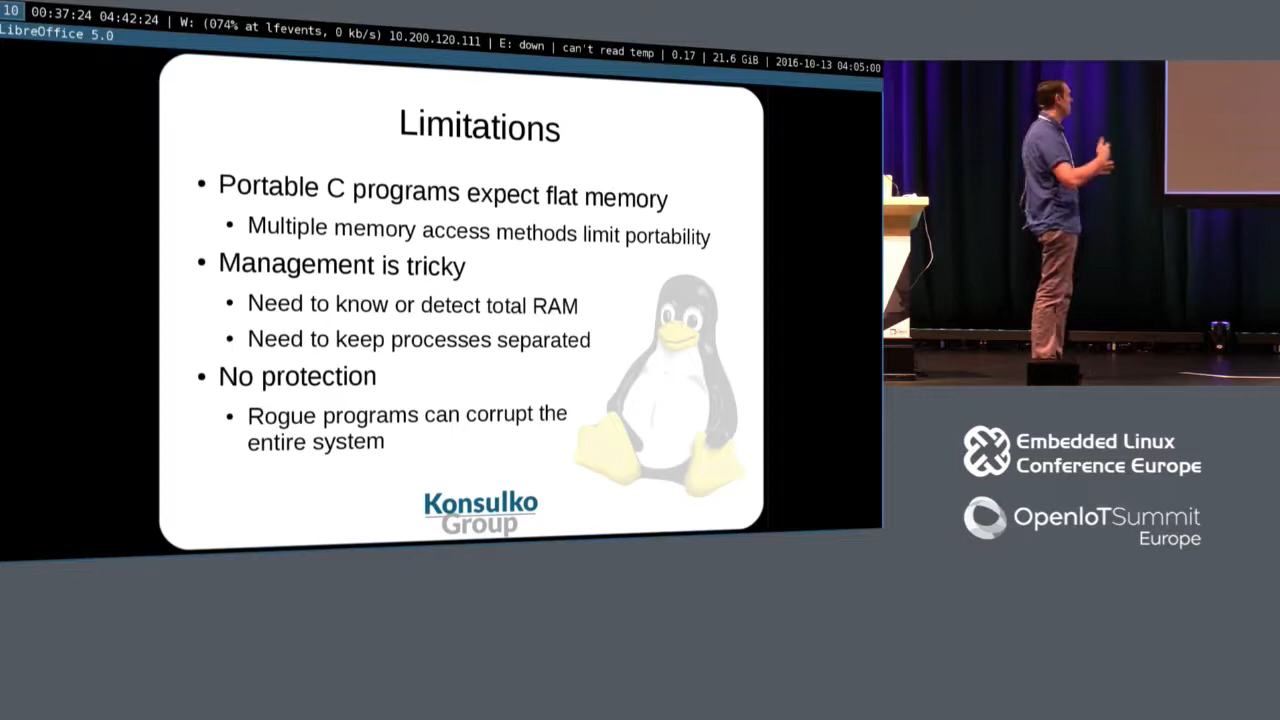 10 00:37:24 04:42:24 | W: (074% at lfevents, 0 kb/s) 10.200.120.111 | E: down | can't read temp | 0.17 | 21.6 GiB | 2016-10-13 04:05:00
LibreOffice 5.0
Limitations
• Portable C programs expect flat memory
• Multiple memory access methods limit portability
• Management is tricky
• Need to know or detect total RAM
• Need to keep processes separated
• No protection
• Rogue programs can corrupt the
entire system
Konsulko
Group
Embedded Linux
Conference Europe
OpenIoTSummit
Europe